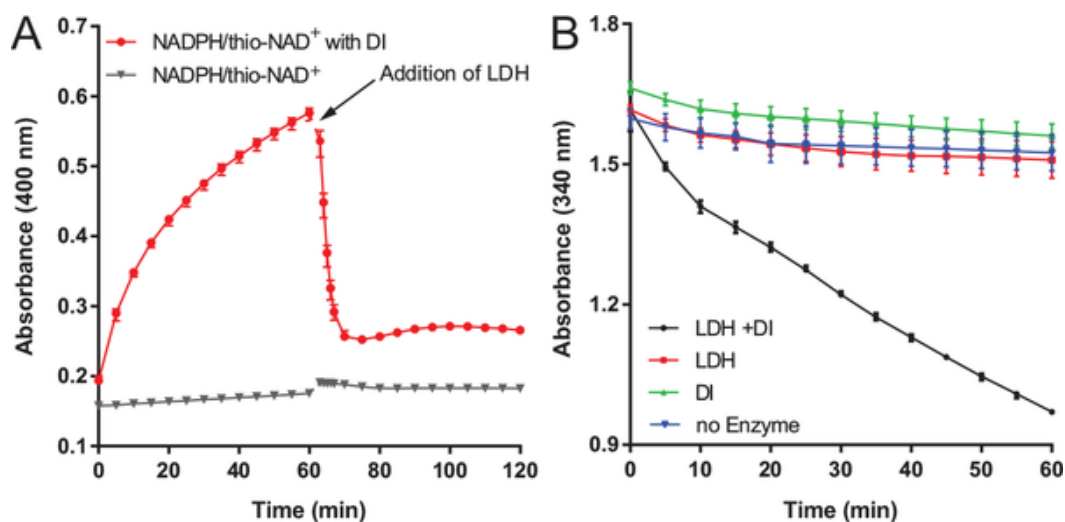 A
NADPH/thio-NAD⁺ with DI
NADPH/thio-NAD⁺
Addition of LDH
Absorbance (400 nm)
0.7
0.6
0.5
0.4
0.3
0.2
0.1
0 20 40 60 80 100 120
Time (min)
B
Absorbance (340 nm)
1.8
1.5
1.2
0.9
LDH +DI
LDH
DI
no Enzyme
0 10 20 30 40 50 60
Time (min)